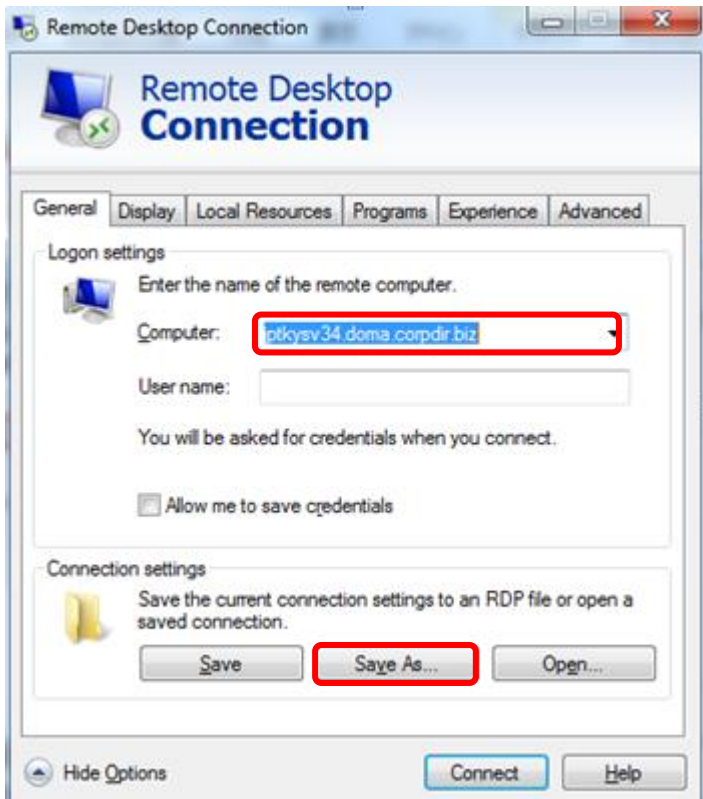 Remote Desktop Connection
Remote Desktop
Connection
General Display Local Resources Programs Experience Advanced
Logon settings
Enter the name of the remote computer.
Computer: ptkysv34.doma.corpdir.biz
User name:
You will be asked for credentials when you connect.
Allow me to save credentials
Connection settings
Save the current connection settings to an RDP file or open a
saved connection.
Save Save As... Open...
Hide Options Connect Help